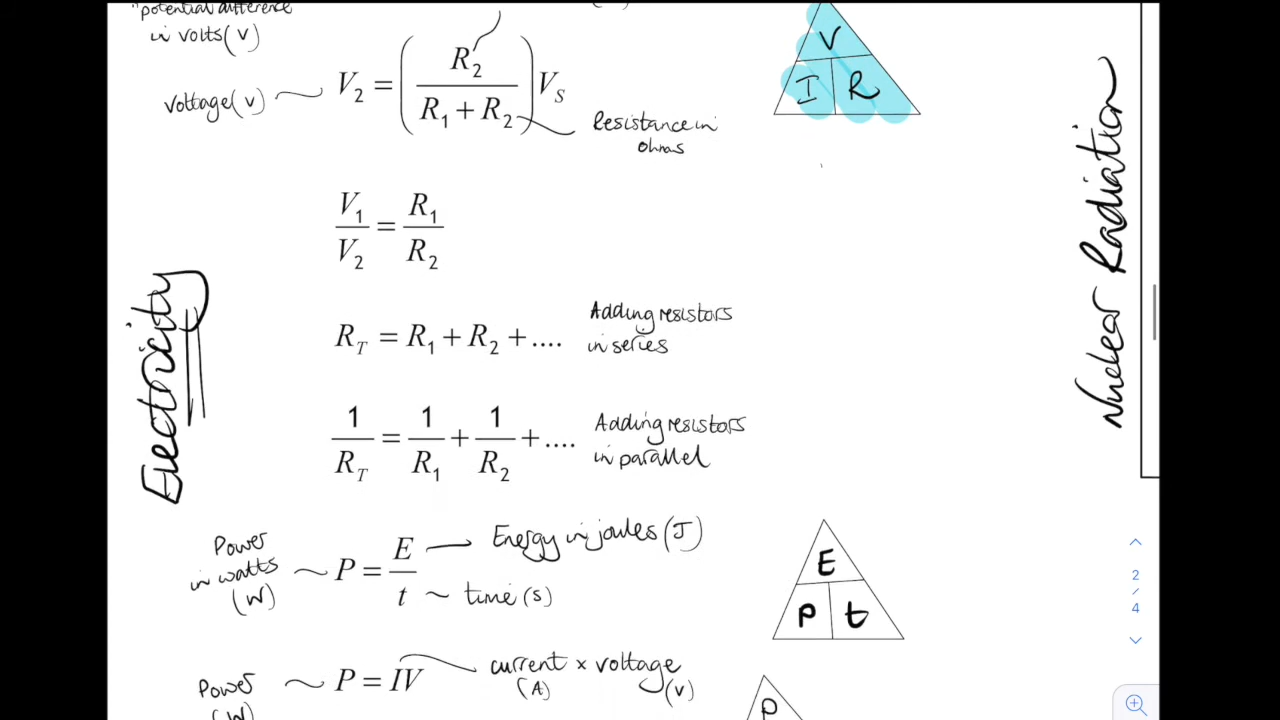 "potential difference
in volts (V)
voltage (v) V₂ = (R₂ / (R₁ + R₂)) Vₛ
Resistance in
ohms
V
I R
V₁/V₂ = R₁/R₂
Rₜ = R₁ + R₂ + ....
Adding resistors
in series
1/Rₜ = 1/R₁ + 1/R₂ + ....
Adding resistors
in parallel
Electricity
Nuclear Radiation
Power
in watts
(W)
P = E/t
Energy in joules (J)
time (s)
E
P t
Power
(W)
P = IV
current × voltage
(A) (v)
P
2
/
4